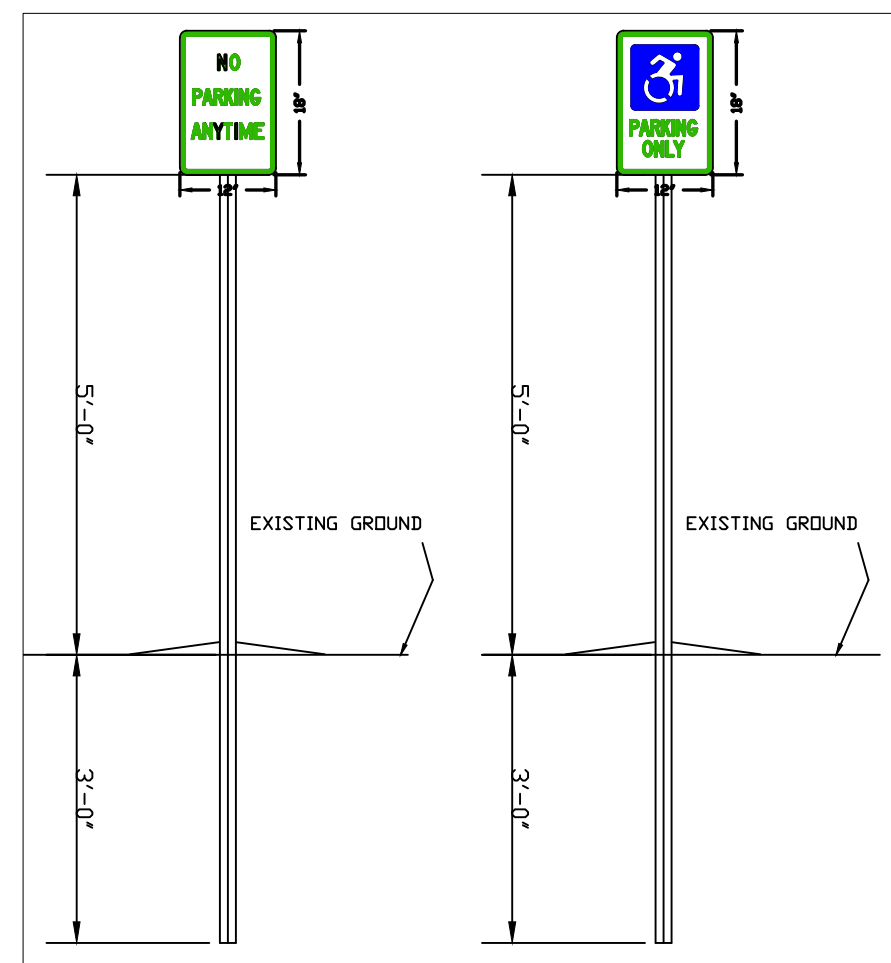 NO
PARKING
ANYTIME
18"
12"
5'-0"
EXISTING GROUND
3'-0"
PARKING
ONLY
18"
12"
5'-0"
EXISTING GROUND
3'-0"